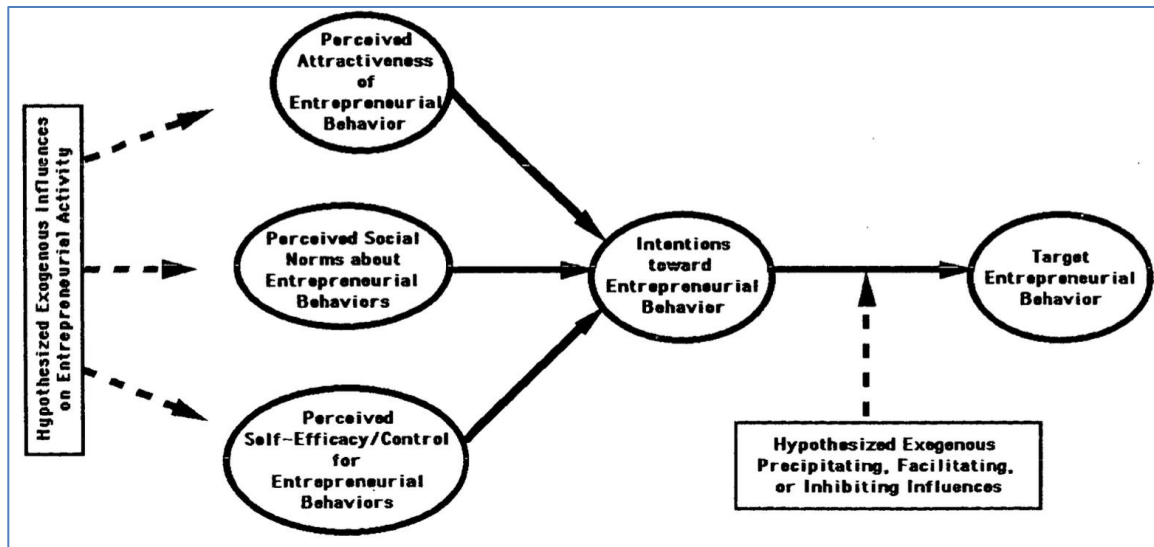 Hypothesized Exogenous Influences
on Entrepreneurial Activity
Perceived
Attractiveness
of
Entrepreneurial
Behavior
Perceived Social
Norms about
Entrepreneurial
Behaviors
Perceived
Self-Efficacy/Control
for
Entrepreneurial
Behaviors
Intentions
toward
Entrepreneurial
Behavior
Target
Entrepreneurial
Behavior
Hypothesized Exogenous
Precipitating, Facilitating,
or Inhibiting Influences